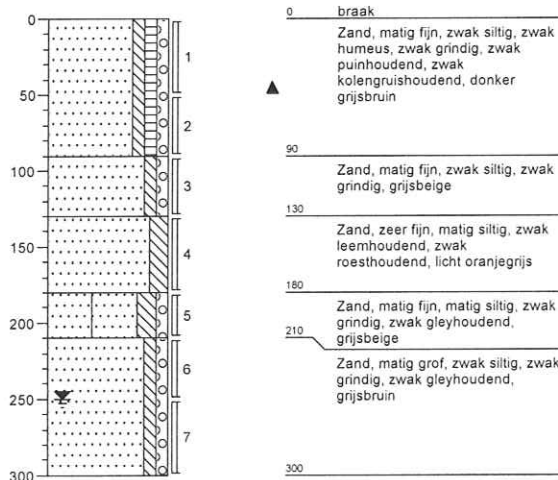 0
50
100
150
200
250
300
1
2
3
4
5
6
7
0 braak
Zand, matig fijn, zwak siltig, zwak
humeus, zwak grindig, zwak
puinhoudend, zwak
kolengruishoudend, donker
grijsbruin
90
Zand, matig fijn, zwak siltig, zwak
grindig, grijsbeige
130
Zand, zeer fijn, matig siltig, zwak
leemhoudend, zwak
roesthoudend, licht oranjegrijs
180
Zand, matig fijn, matig siltig, zwak
grindig, zwak gleyhoudend,
grijsbeige
210
Zand, matig grof, zwak siltig, zwak
grindig, zwak gleyhoudend,
grijsbruin
300